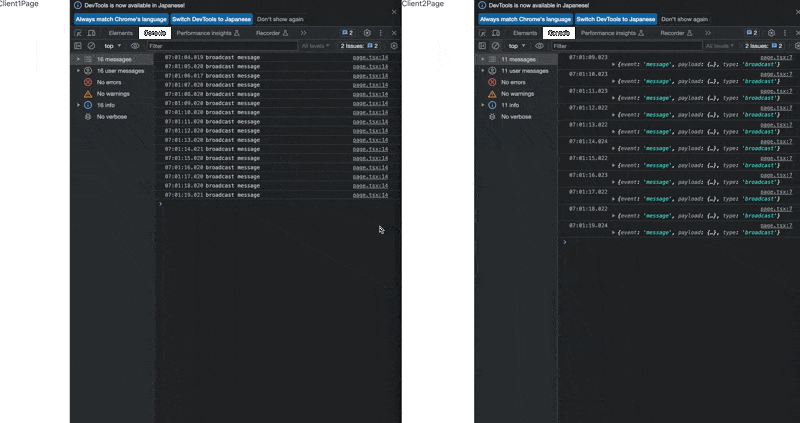 Client1Page
DevTools is now available in Japanese!
Always match Chrome's language Switch DevTools to Japanese Don't show again
Elements Console Performance insights Recorder 2
top Filter All levels 2 Issues: 2
16 messages
16 user messages
No errors
No warnings
16 info
No verbose
07:01:04.019 broadcast message page.tsx:14
07:01:05.020 broadcast message page.tsx:14
07:01:06.017 broadcast message page.tsx:14
07:01:07.020 broadcast message page.tsx:14
07:01:08.020 broadcast message page.tsx:14
07:01:09.020 broadcast message page.tsx:14
07:01:10.020 broadcast message page.tsx:14
07:01:11.020 broadcast message page.tsx:14
07:01:12.020 broadcast message page.tsx:14
07:01:13.020 broadcast message page.tsx:14
07:01:14.021 broadcast message page.tsx:14
07:01:15.020 broadcast message page.tsx:14
07:01:16.020 broadcast message page.tsx:14
07:01:17.020 broadcast message page.tsx:14
07:01:18.020 broadcast message page.tsx:14
07:01:19.021 broadcast message page.tsx:14
Client2Page
DevTools is now available in Japanese!
Always match Chrome's language Switch DevTools to Japanese Don't show again
Elements Console Performance insights Recorder 2
top Filter All levels 2 Issues: 2
11 messages
11 user messages
No errors
No warnings
11 info
No verbose
07:01:09.023 page.tsx:7
{event: 'message', payload: {…}, type: 'broadcast'}
07:01:10.023 page.tsx:7
{event: 'message', payload: {…}, type: 'broadcast'}
07:01:11.023 page.tsx:7
{event: 'message', payload: {…}, type: 'broadcast'}
07:01:12.022 page.tsx:7
{event: 'message', payload: {…}, type: 'broadcast'}
07:01:13.022 page.tsx:7
{event: 'message', payload: {…}, type: 'broadcast'}
07:01:14.024 page.tsx:7
{event: 'message', payload: {…}, type: 'broadcast'}
07:01:15.022 page.tsx:7
{event: 'message', payload: {…}, type: 'broadcast'}
07:01:16.023 page.tsx:7
{event: 'message', payload: {…}, type: 'broadcast'}
07:01:17.022 page.tsx:7
{event: 'message', payload: {…}, type: 'broadcast'}
07:01:18.022 page.tsx:7
{event: 'message', payload: {…}, type: 'broadcast'}
07:01:19.024 page.tsx:7
{event: 'message', payload: {…}, type: 'broadcast'}